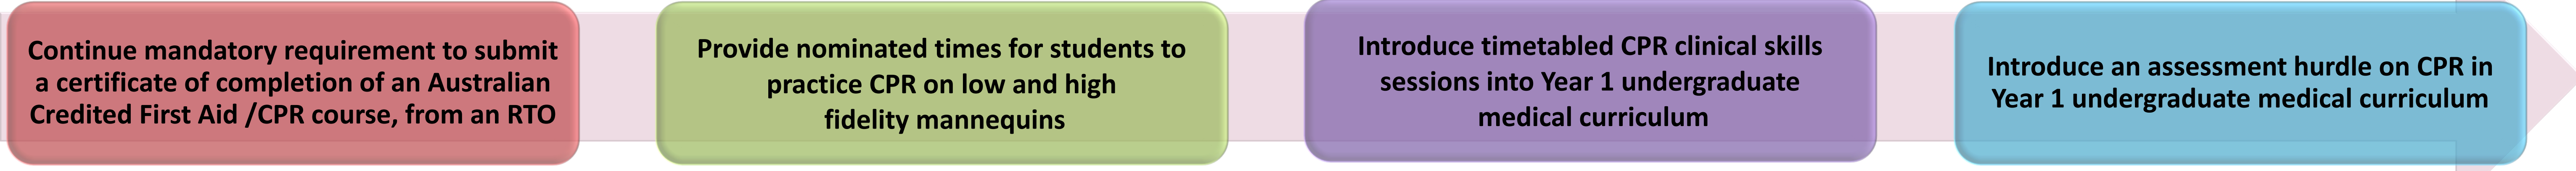 Continue mandatory requirement to submit
a certificate of completion of an Australian
Credited First Aid /CPR course, from an RTO
Provide nominated times for students to
practice CPR on low and high
fidelity mannequins
Introduce timetabled CPR clinical skills
sessions into Year 1 undergraduate
medical curriculum
Introduce an assessment hurdle on CPR in
Year 1 undergraduate medical curriculum